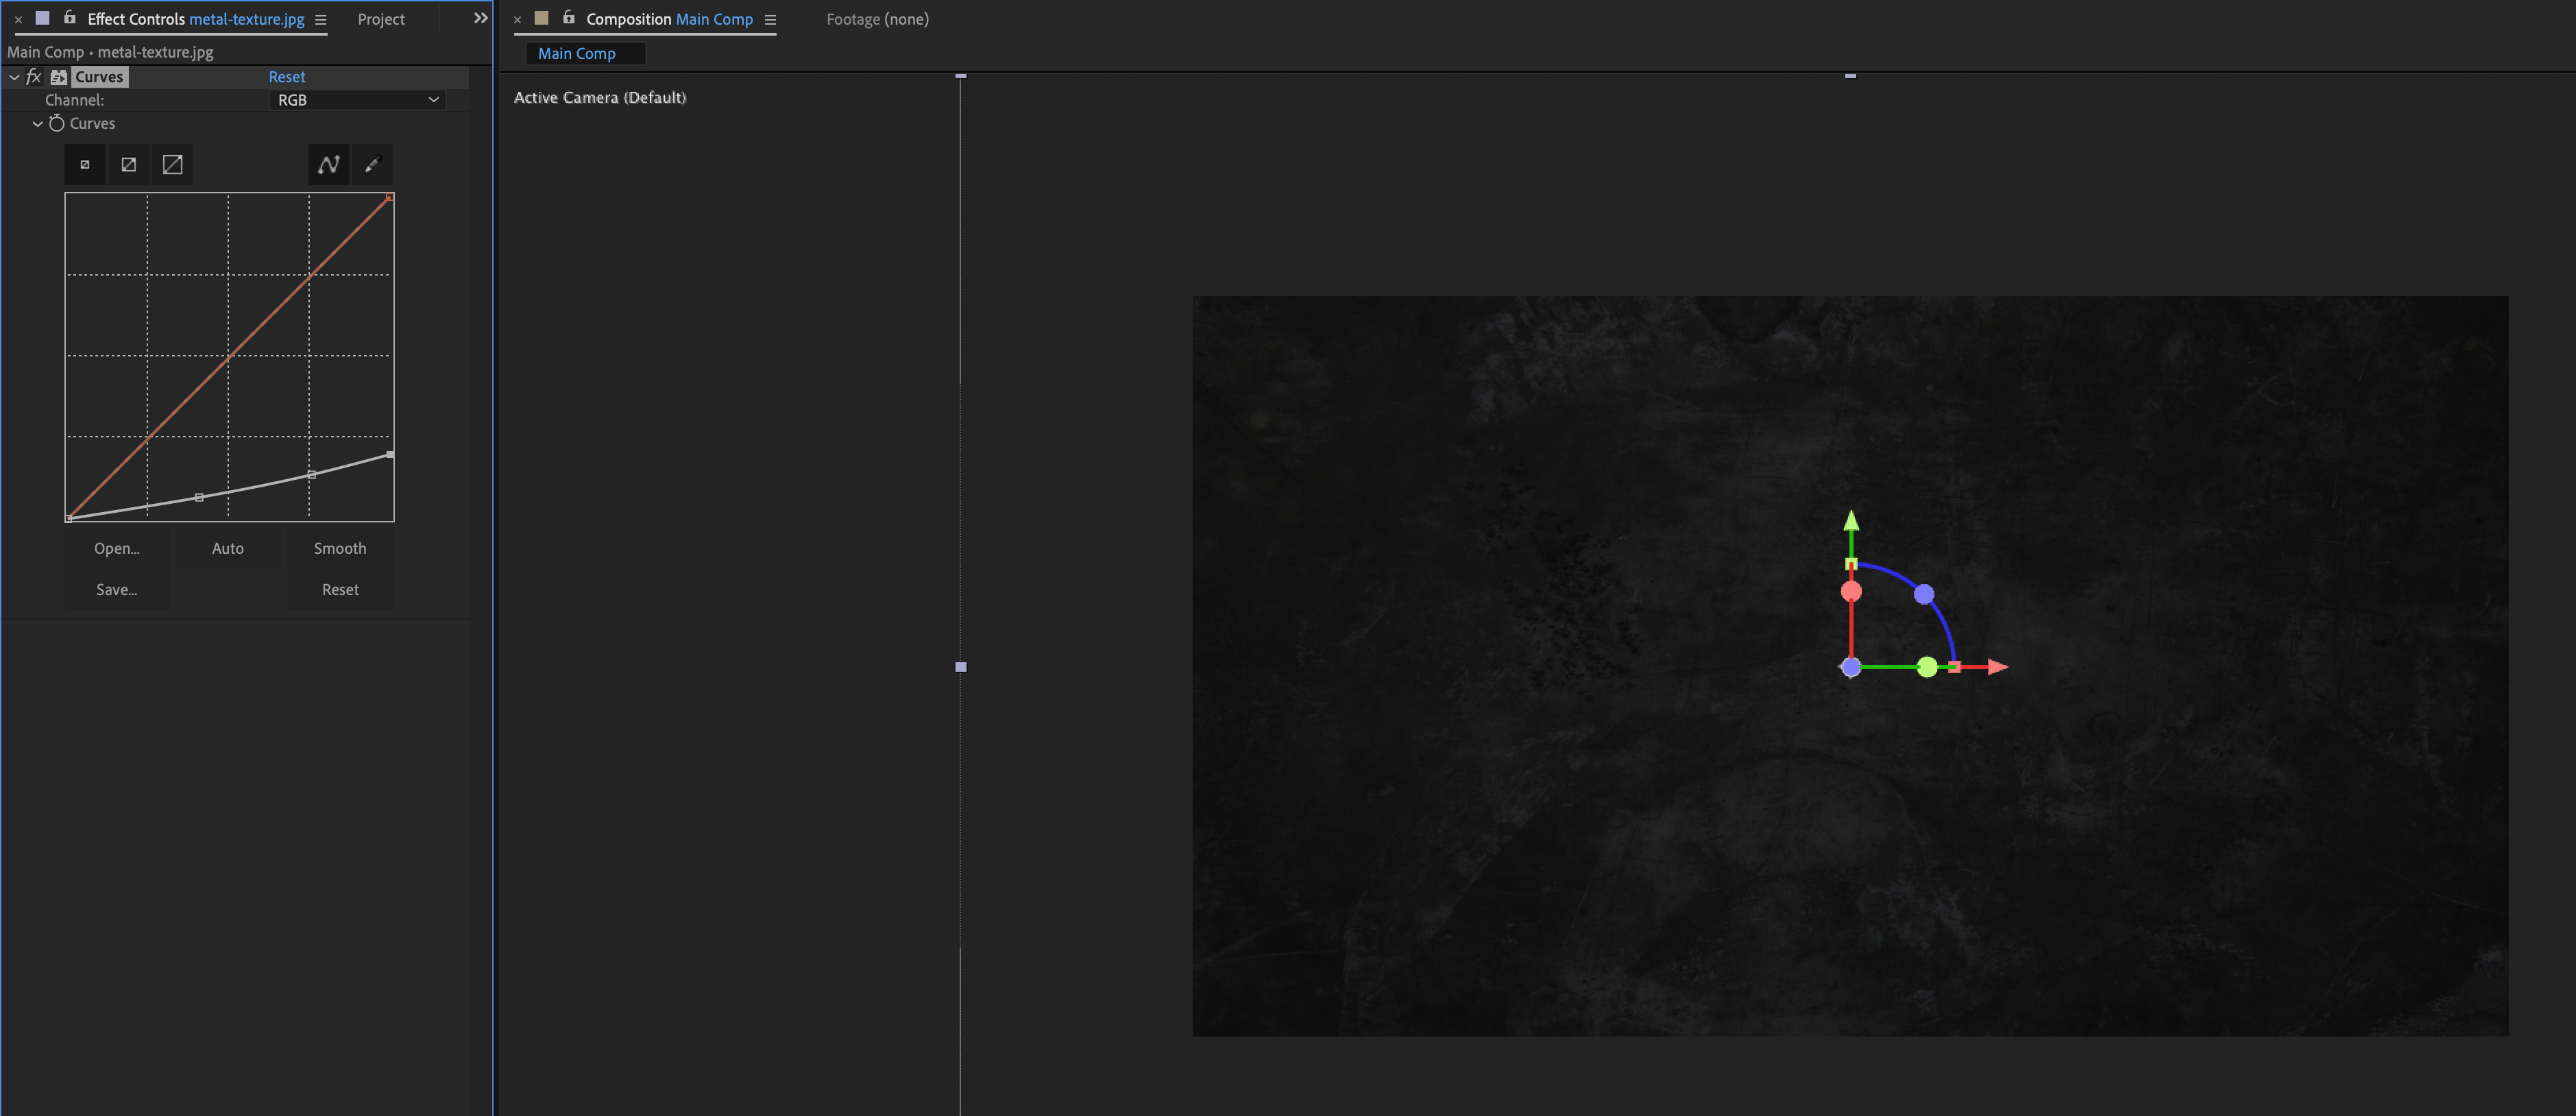 Effect Controls metal-texture.jpg
Project
Main Comp • metal-texture.jpg
fx Curves Reset
Channel: RGB
Curves
Open... Auto Smooth
Save... Reset
Composition Main Comp
Footage (none)
Main Comp
Active Camera (Default)